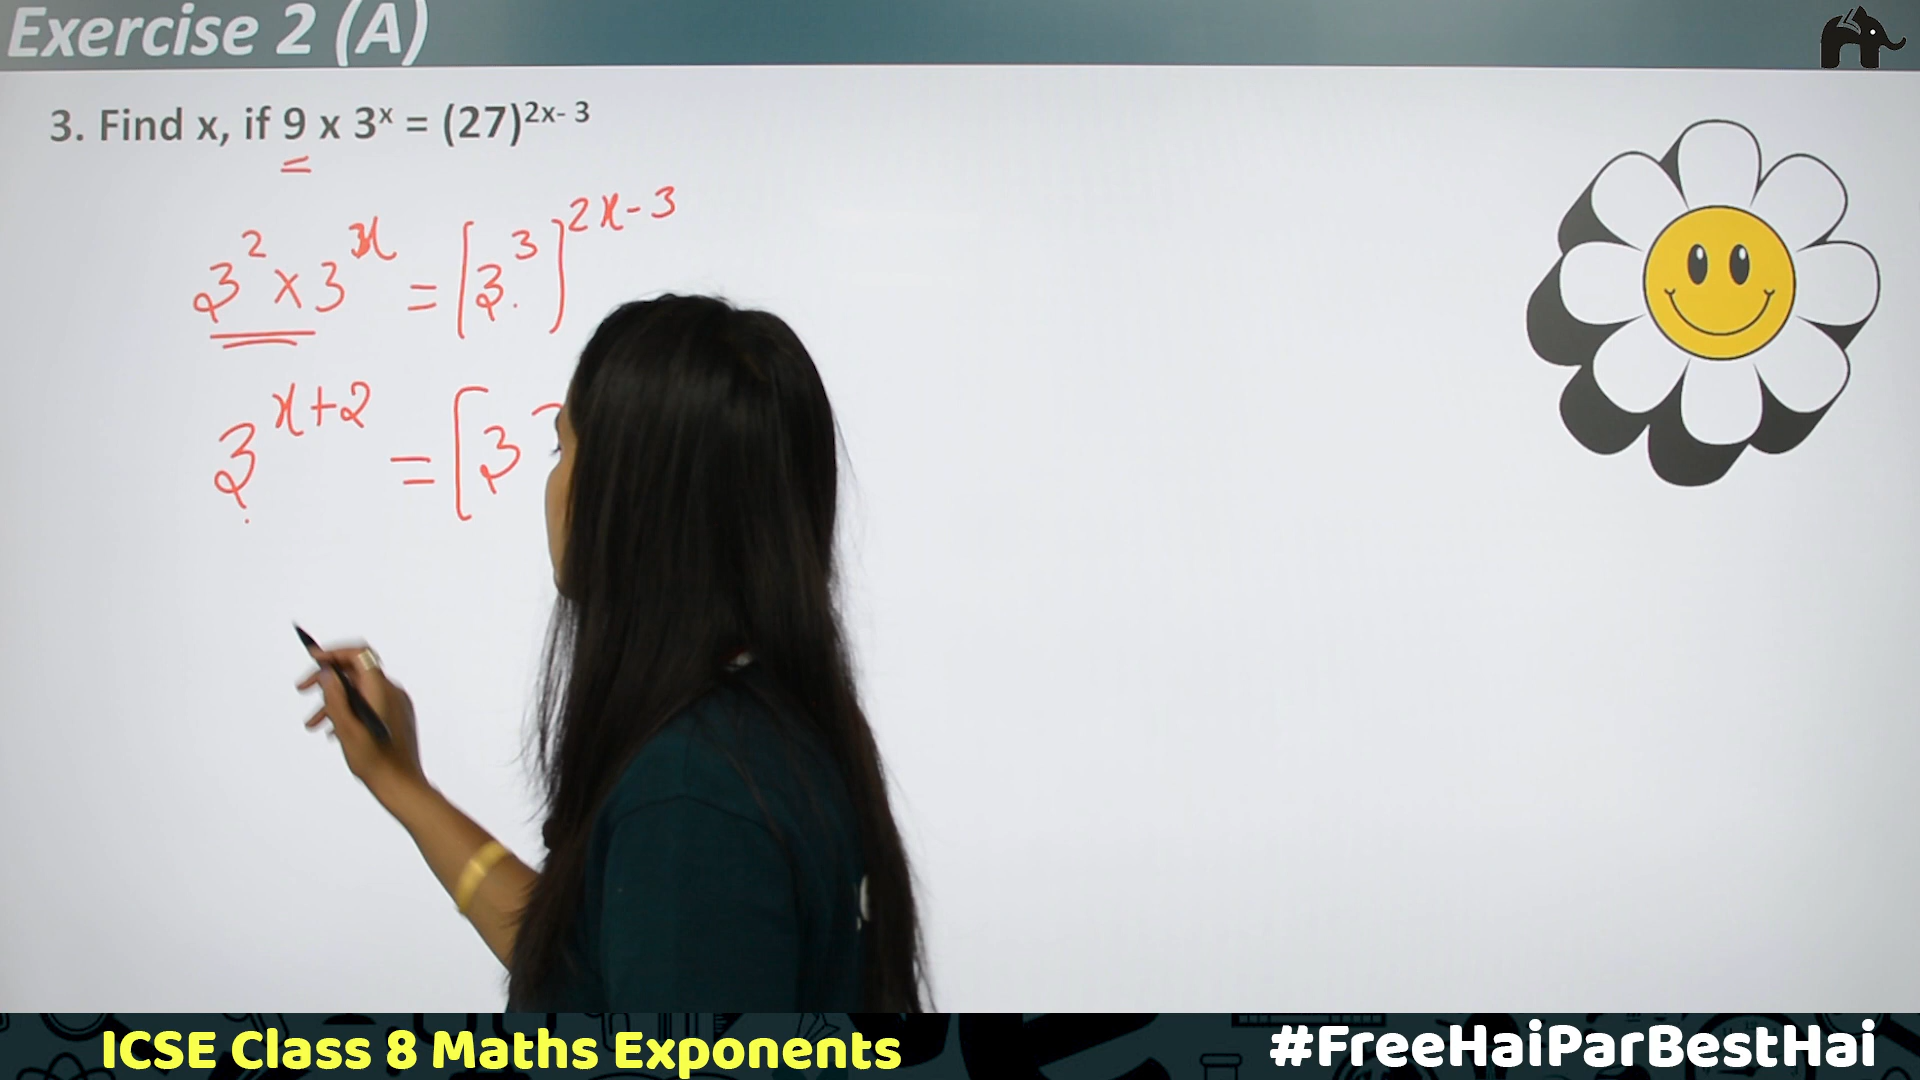 Exercise 2 (A)
3. Find x, if 9 x 3ˣ = (27)²ˣ⁻ ³
3² × 3ˣ = [3³]²ˣ⁻³
3ˣ⁺² = [3
ICSE Class 8 Maths Exponents
#FreeHaiParBestHai